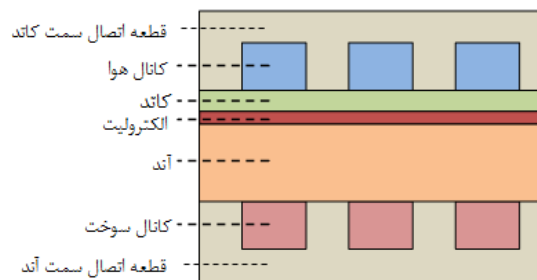 قطعه اتصال سمت کاتد
کانال هوا
کاتد
الکترولیت
آند
کانال سوخت
قطعه اتصال سمت آند